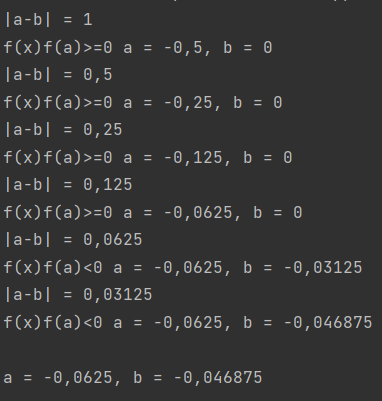 |a-b| = 1
f(x)f(a)>=0 a = -0,5, b = 0
|a-b| = 0,5
f(x)f(a)>=0 a = -0,25, b = 0
|a-b| = 0,25
f(x)f(a)>=0 a = -0,125, b = 0
|a-b| = 0,125
f(x)f(a)>=0 a = -0,0625, b = 0
|a-b| = 0,0625
f(x)f(a)<0 a = -0,0625, b = -0,03125
|a-b| = 0,03125
f(x)f(a)<0 a = -0,0625, b = -0,046875
a = -0,0625, b = -0,046875